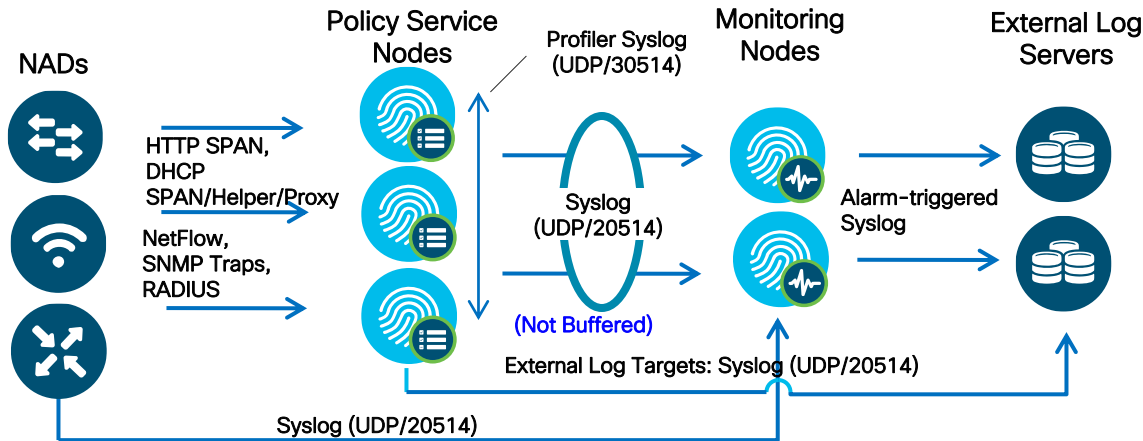 NADs
Policy Service
Nodes
Profiler Syslog
(UDP/30514)
Monitoring
Nodes
External Log
Servers
HTTP SPAN,
DHCP
SPAN/Helper/Proxy
NetFlow,
SNMP Traps,
RADIUS
Syslog
(UDP/20514)
(Not Buffered)
Alarm-triggered
Syslog
External Log Targets: Syslog (UDP/20514)
Syslog (UDP/20514)